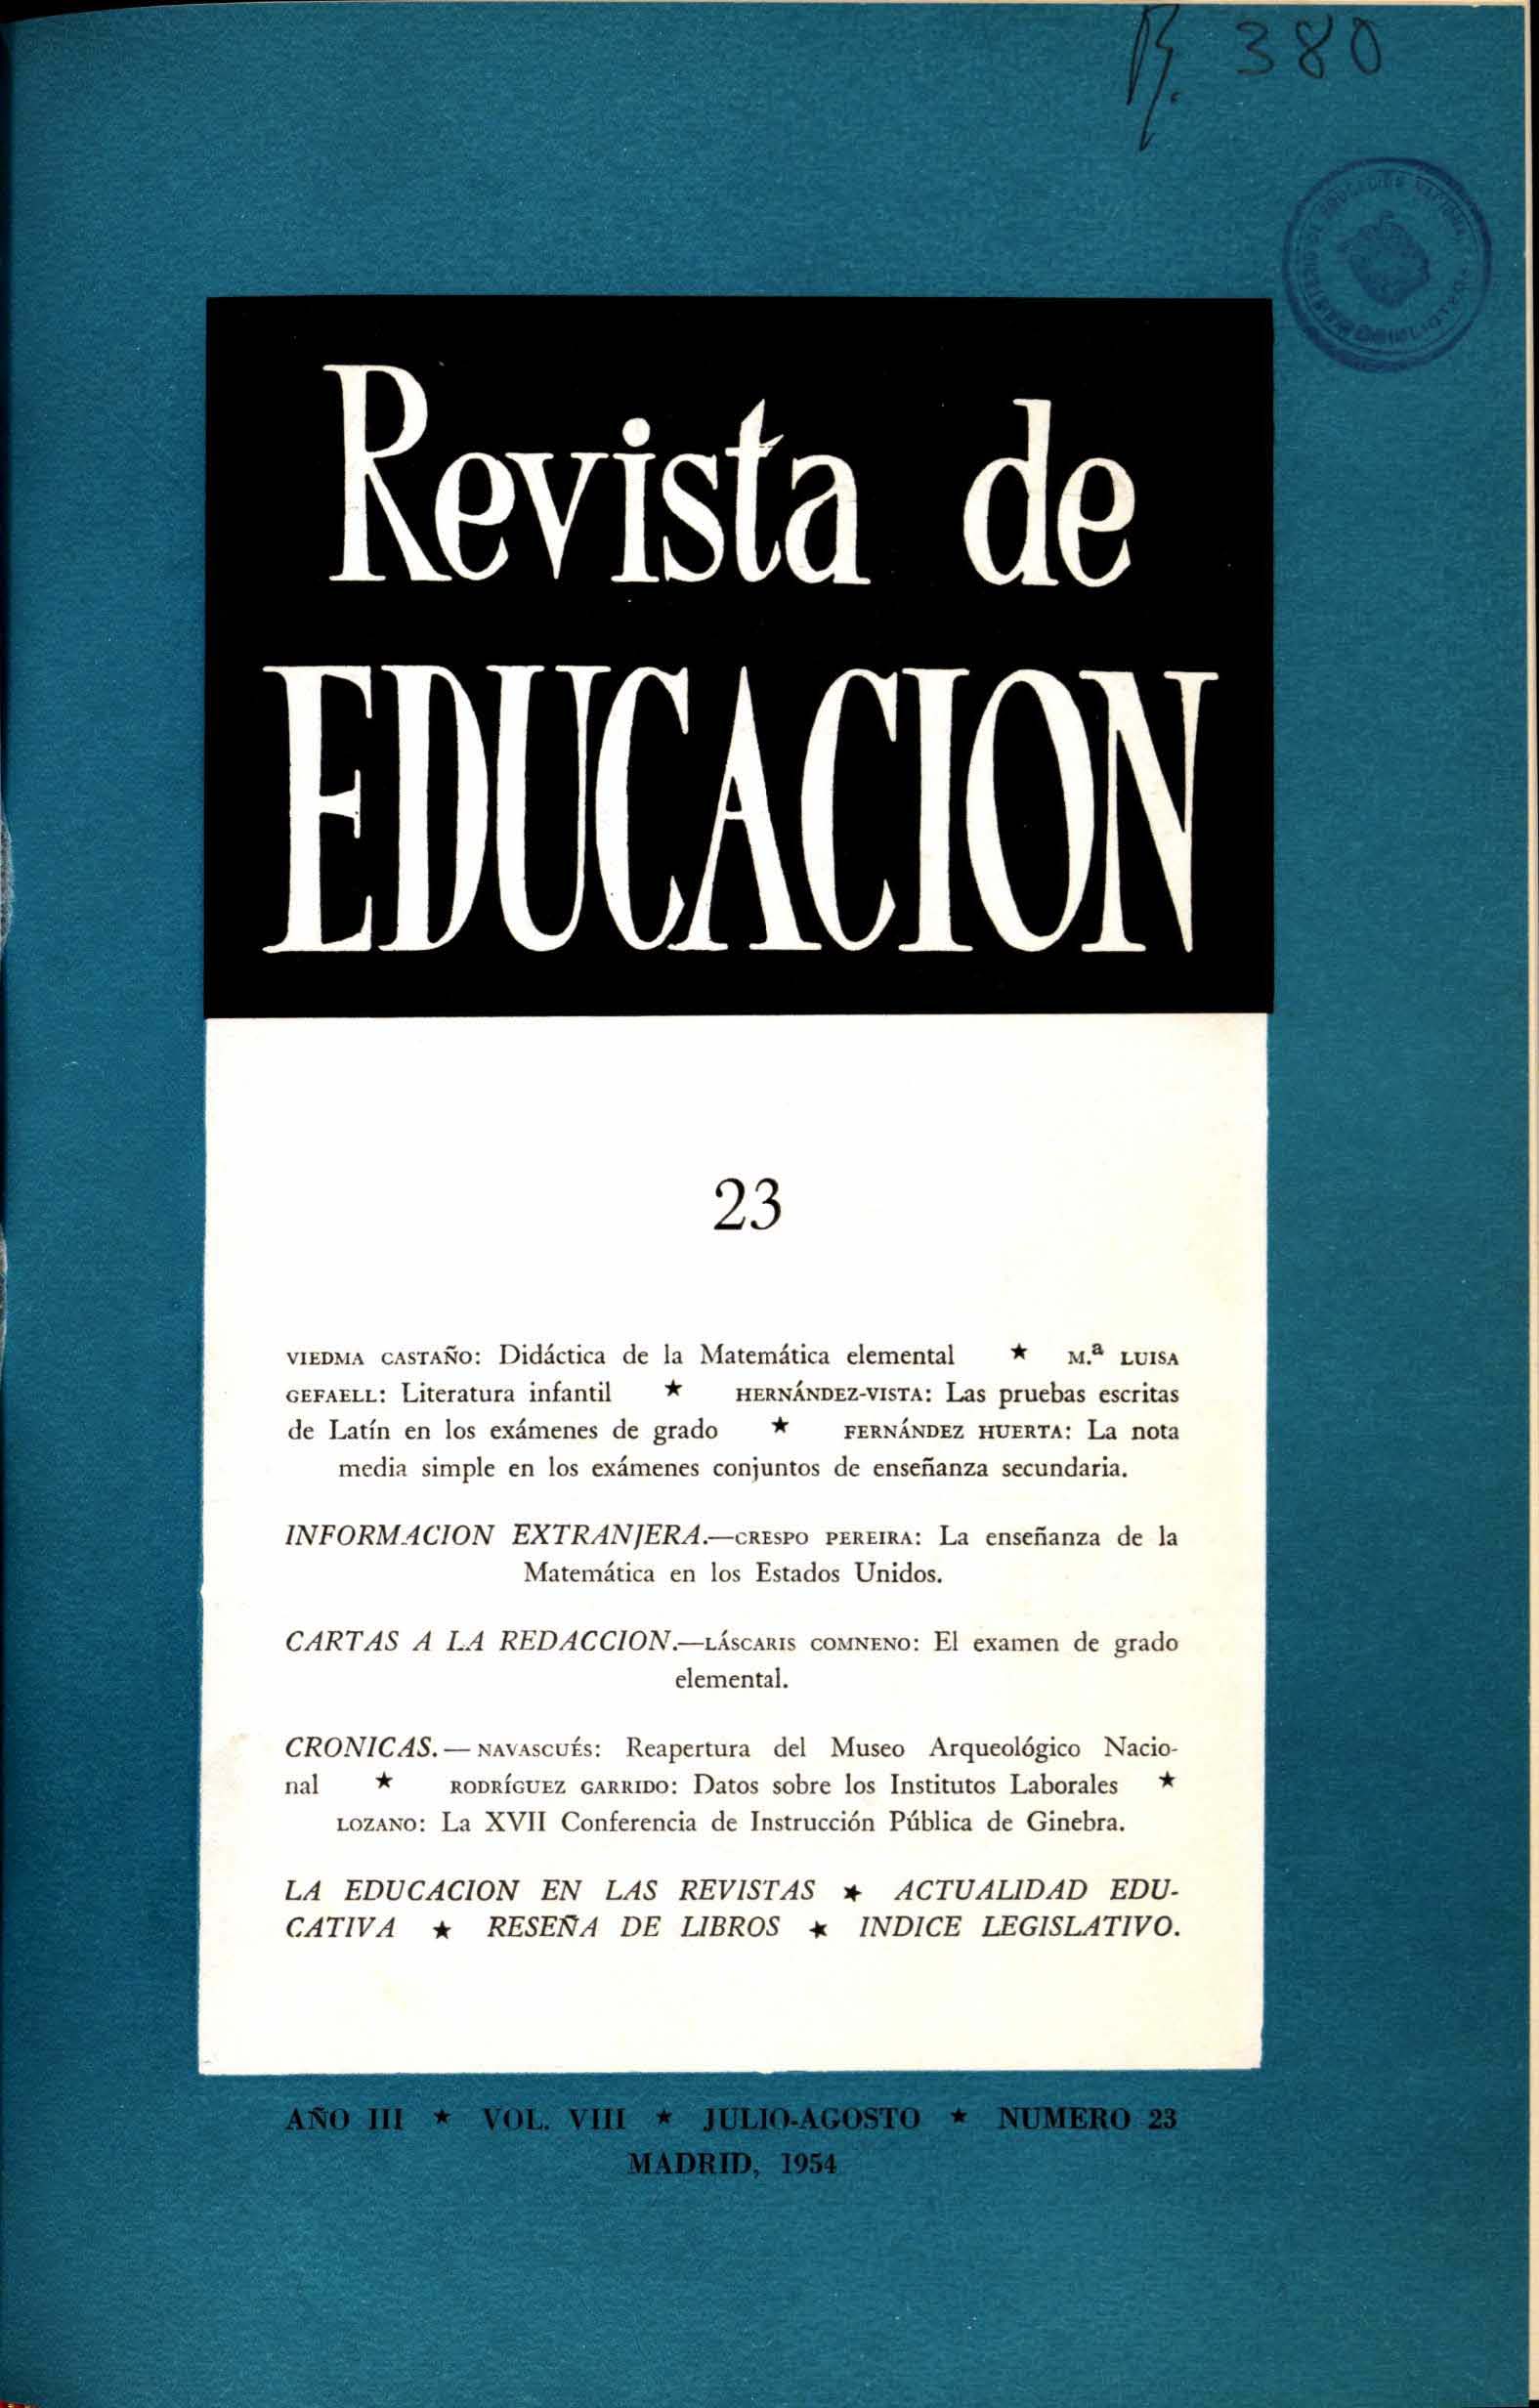 R. 380
Revista de
EDUCACION
23
VIEDMA CASTAÑO: Didáctica de la Matemática elemental ★ M.ª LUISA
GEFAELL: Literatura infantil ★ HERNÁNDEZ-VISTA: Las pruebas escritas
de Latín en los exámenes de grado ★ FERNÁNDEZ HUERTA: La nota
media simple en los exámenes conjuntos de enseñanza secundaria.
INFORMACION EXTRANJERA.—CRESPO PEREIRA: La enseñanza de la
Matemática en los Estados Unidos.
CARTAS A LA REDACCION.—LÁSCARIS COMNENO: El examen de grado
elemental.
CRONICAS.—NAVASCUÉS: Reapertura del Museo Arqueológico Nacio-
nal ★ RODRÍGUEZ GARRIDO: Datos sobre los Institutos Laborales ★
LOZANO: La XVII Conferencia de Instrucción Pública de Ginebra.
LA EDUCACION EN LAS REVISTAS ★ ACTUALIDAD EDU-
CATIVA ★ RESEÑA DE LIBROS ★ INDICE LEGISLATIVO.
AÑO III ★ VOL. VIII ★ JULIO-AGOSTO ★ NUMERO 23
MADRID, 1954